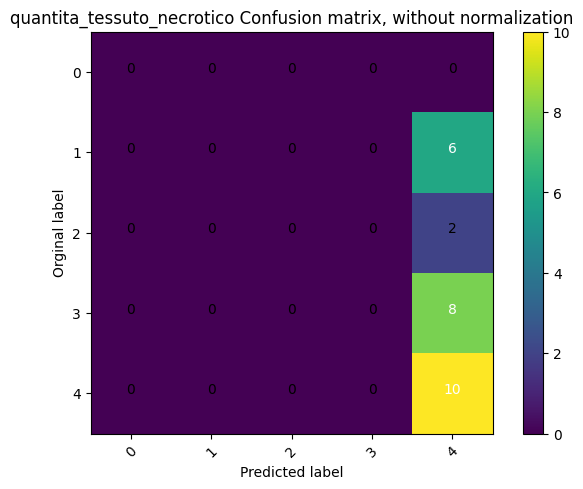 quantita_tessuto_necrotico Confusion matrix, without normalization
0 0 0 0 0 0
1 0 0 0 0 6
2 0 0 0 0 2
3 0 0 0 0 8
4 0 0 0 0 10
0 1 2 3 4
Orginal label
Predicted label
10
8
6
4
2
0